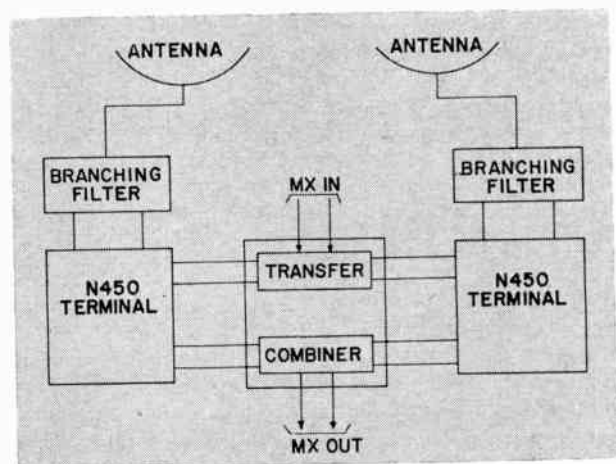 ANTENNA
ANTENNA
BRANCHING
FILTER
MX IN
BRANCHING
FILTER
N450
TERMINAL
TRANSFER
N450
TERMINAL
COMBINER
MX OUT